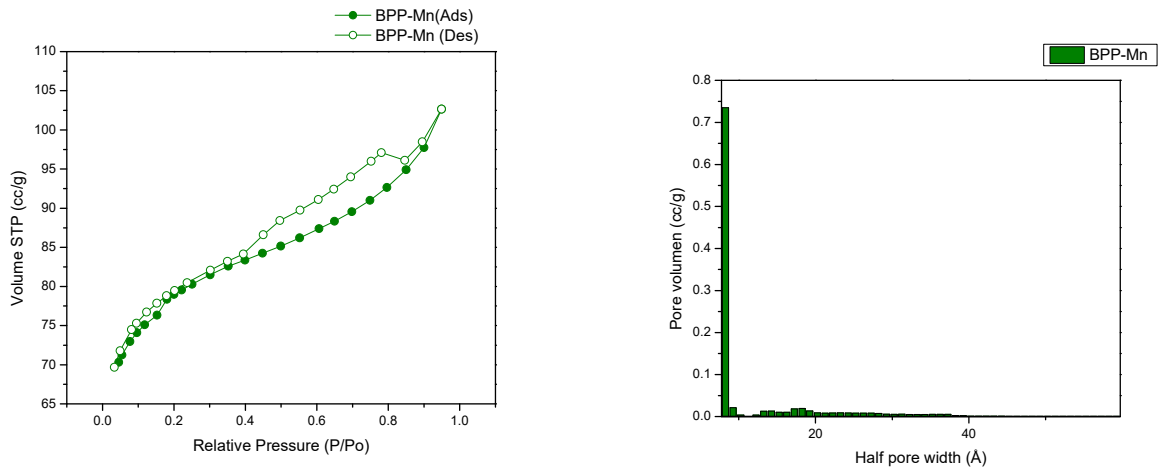 BPP-Mn(Ads)
BPP-Mn (Des)
110
105
100
95
90
85
80
75
70
65
Volume STP (cc/g)
0.0 0.2 0.4 0.6 0.8 1.0
Relative Pressure (P/Po)
BPP-Mn
0.8
0.7
0.6
0.5
0.4
0.3
0.2
0.1
0.0
Pore volumen (cc/g)
20 40
Half pore width (Å)